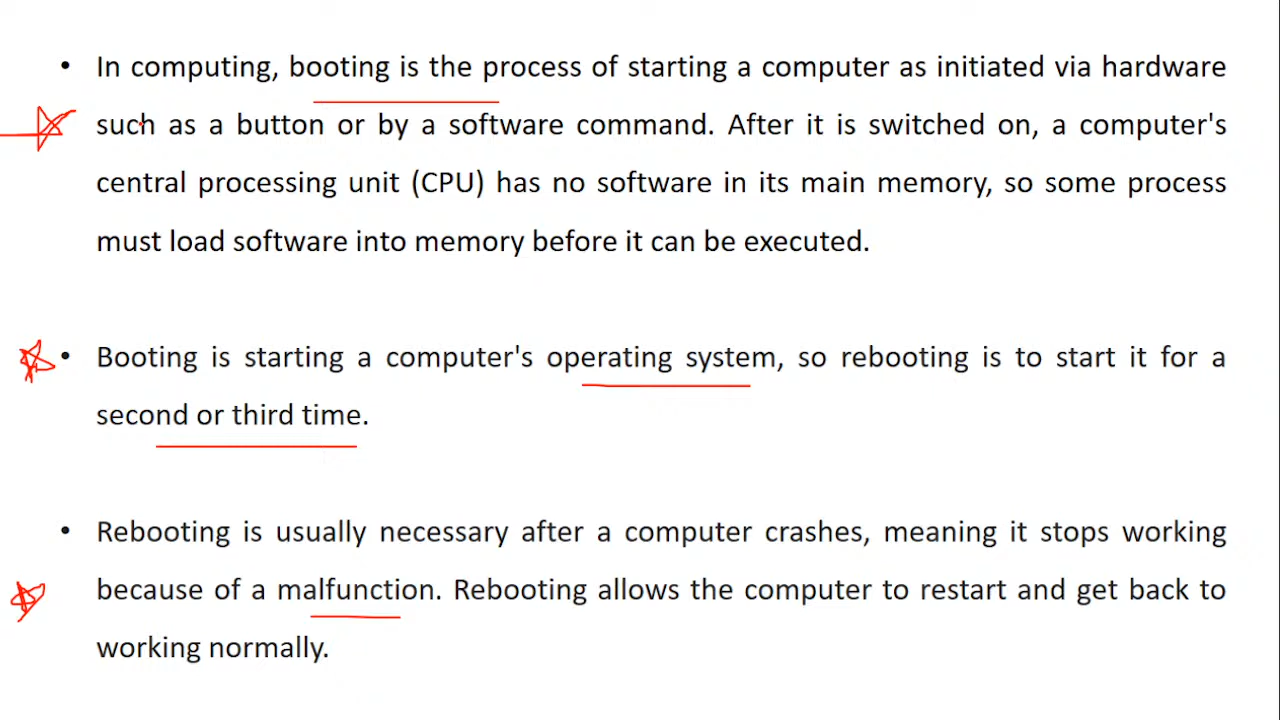 • In computing, booting is the process of starting a computer as initiated via hardware
such as a button or by a software command. After it is switched on, a computer's
central processing unit (CPU) has no software in its main memory, so some process
must load software into memory before it can be executed.
• Booting is starting a computer's operating system, so rebooting is to start it for a
second or third time.
• Rebooting is usually necessary after a computer crashes, meaning it stops working
because of a malfunction. Rebooting allows the computer to restart and get back to
working normally.